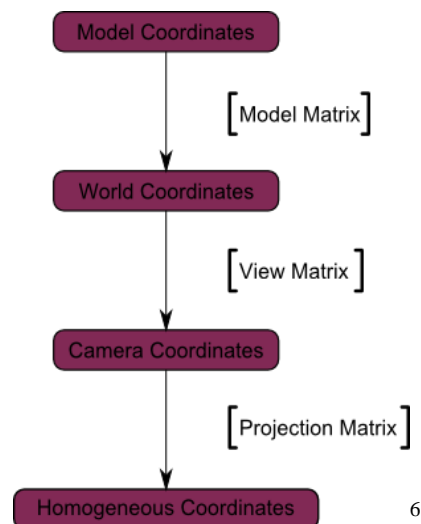 Model Coordinates
[Model Matrix]
World Coordinates
[View Matrix]
Camera Coordinates
[Projection Matrix]
Homogeneous Coordinates
6